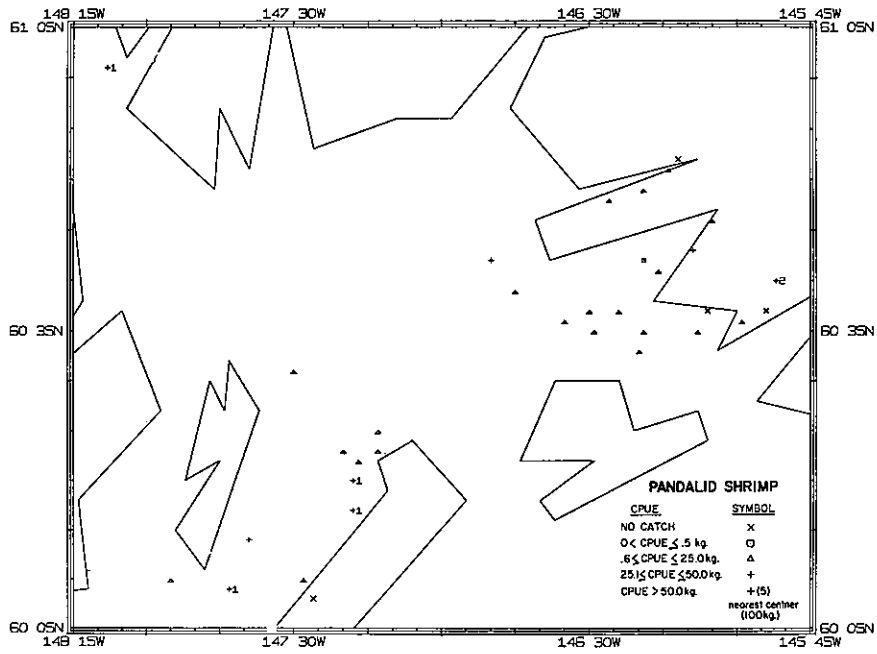 148 15W 147 30W 146 30W 145 45W
61 05N 61 05N
+1
+2
60 35N 60 35N
+1
+1
+1
PANDALID SHRIMP
CPUE SYMBOL
NO CATCH ×
0 < CPUE ≤ .5 kg. □
.6 ≤ CPUE ≤ 25.0kg. △
25.1≤ CPUE ≤50.0kg. +
CPUE > 50.0kg. +(5)
nearest centner
(100kg.)
60 05N 60 05N
148 15W 147 30W 146 30W 145 45W